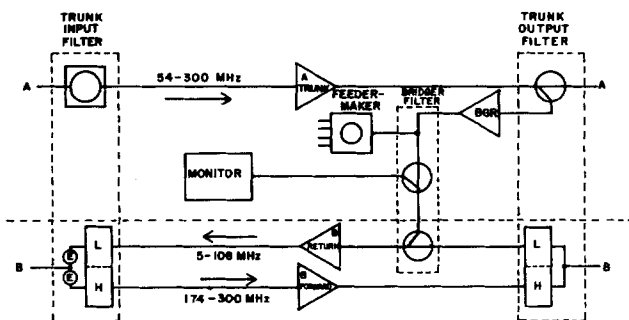 TRUNK
INPUT
FILTER
TRUNK
OUTPUT
FILTER
A
54-300 MHz
A
TRUNK
FEEDER-
MAKER
BRIDGER
FILTER
BGR
A
MONITOR
B
E
E
L
H
5-108 MHz
B
RETURN
174-300 MHz
B
FORWARD
L
H
B